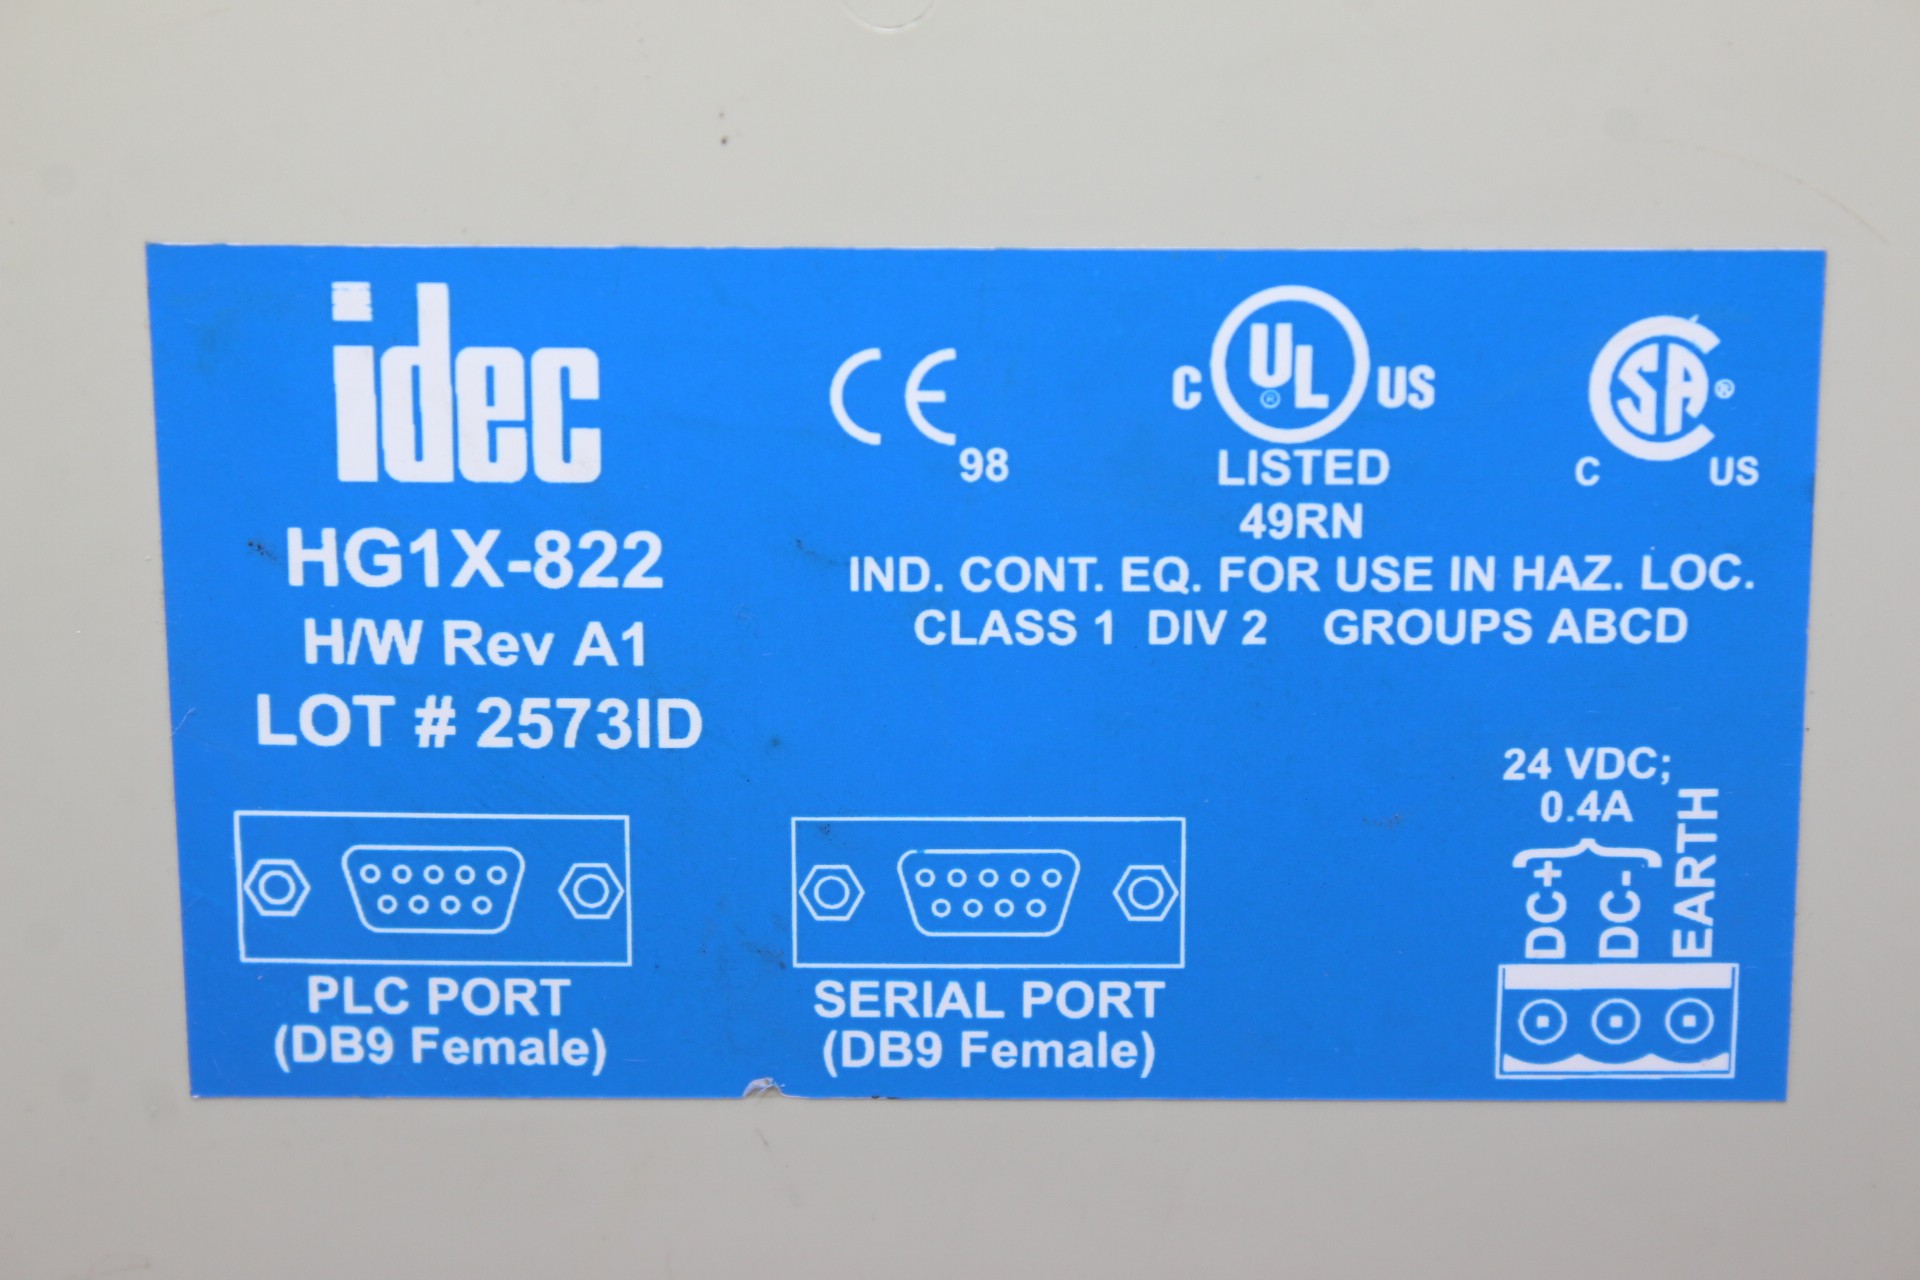 idec
HG1X-822
H/W Rev A1
LOT # 2573ID
CE 98
C UL ® US
LISTED
49RN
C SA ® US
IND. CONT. EQ. FOR USE IN HAZ. LOC.
CLASS 1 DIV 2 GROUPS ABCD
PLC PORT
(DB9 Female)
SERIAL PORT
(DB9 Female)
24 VDC;
0.4A
DC+
DC-
EARTH